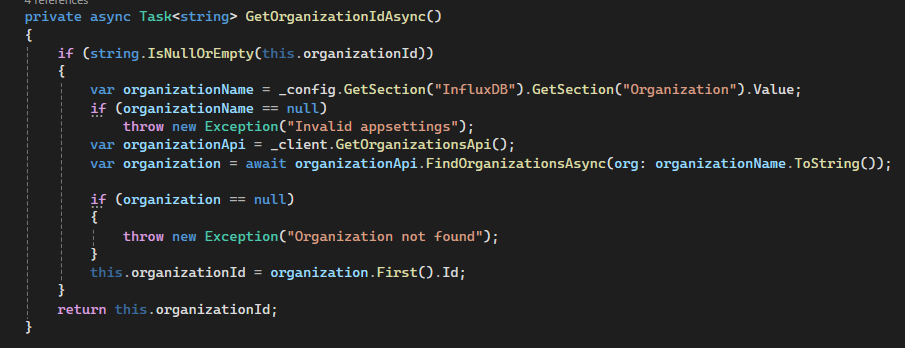 4 references
private async Task<string> GetOrganizationIdAsync()
{
    if (string.IsNullOrEmpty(this.organizationId))
    {
        var organizationName = _config.GetSection("InfluxDB").GetSection("Organization").Value;
        if (organizationName == null)
            throw new Exception("Invalid appsettings");
        var organizationApi = _client.GetOrganizationsApi();
        var organization = await organizationApi.FindOrganizationsAsync(org: organizationName.ToString());

        if (organization == null)
        {
            throw new Exception("Organization not found");
        }
        this.organizationId = organization.First().Id;
    }
    return this.organizationId;
}